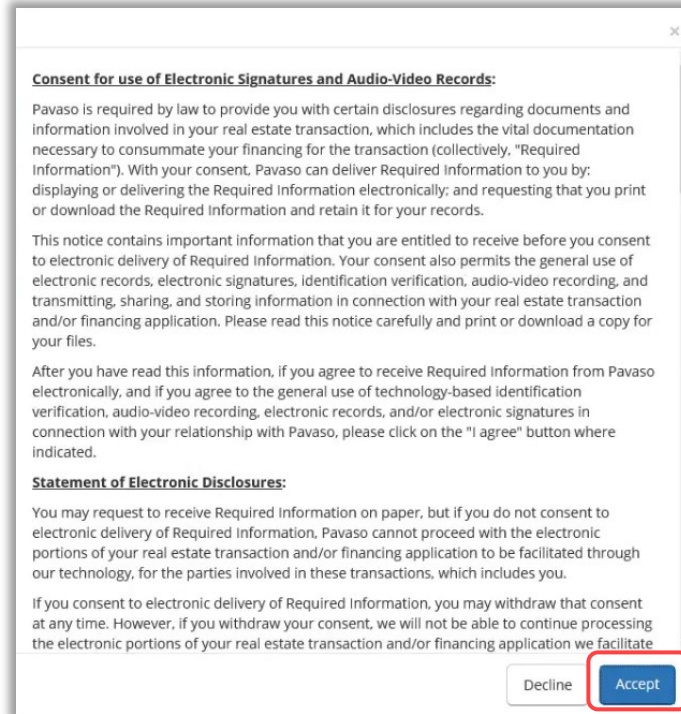 ×
Consent for use of Electronic Signatures and Audio-Video Records:
Pavaso is required by law to provide you with certain disclosures regarding documents and
information involved in your real estate transaction, which includes the vital documentation
necessary to consummate your financing for the transaction (collectively, "Required
Information"). With your consent, Pavaso can deliver Required Information to you by:
displaying or delivering the Required Information electronically; and requesting that you print
or download the Required Information and retain it for your records.
This notice contains important information that you are entitled to receive before you consent
to electronic delivery of Required Information. Your consent also permits the general use of
electronic records, electronic signatures, identification verification, audio-video recording, and
transmitting, sharing, and storing information in connection with your real estate transaction
and/or financing application. Please read this notice carefully and print or download a copy for
your files.
After you have read this information, if you agree to receive Required Information from Pavaso
electronically, and if you agree to the general use of technology-based identification
verification, audio-video recording, electronic records, and/or electronic signatures in
connection with your relationship with Pavaso, please click on the "I agree" button where
indicated.
Statement of Electronic Disclosures:
You may request to receive Required Information on paper, but if you do not consent to
electronic delivery of Required Information, Pavaso cannot proceed with the electronic
portions of your real estate transaction and/or financing application to be facilitated through
our technology, for the parties involved in these transactions, which includes you.
If you consent to electronic delivery of Required Information, you may withdraw that consent
at any time. However, if you withdraw your consent, we will not be able to continue processing
the electronic portions of your real estate transaction and/or financing application we facilitate
Decline Accept